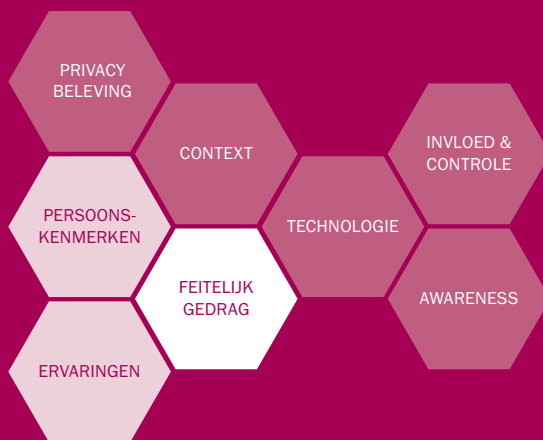 PRIVACY
BELEVING
CONTEXT
INVLOED &
CONTROLE
PERSOONS-
KENMERKEN
TECHNOLOGIE
FEITELIJK
GEDRAG
AWARENESS
ERVARINGEN